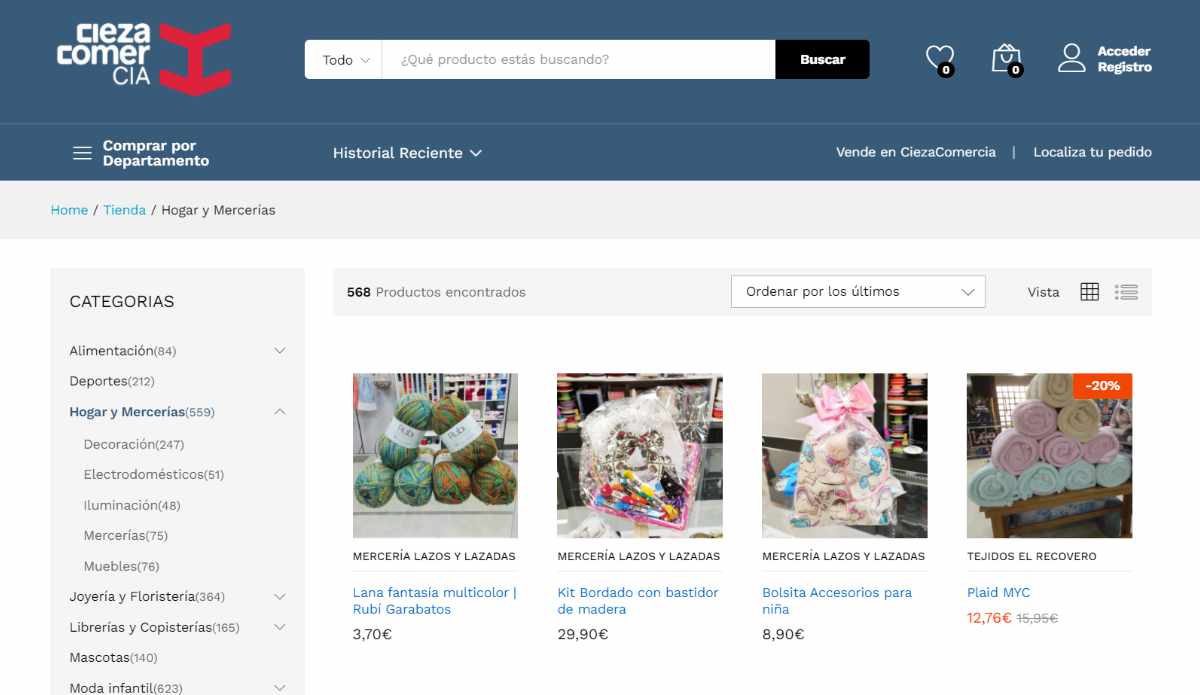 cieza
comer
CIA
Todo
¿Qué producto estás buscando?
Buscar
0
0
Acceder
Registro
Comprar por
Departamento
Historial Reciente
Vende en CiezaComercia | Localiza tu pedido
Home / Tienda / Hogar y Mercerías
CATEGORIAS
Alimentación(84)
Deportes(212)
Hogar y Mercerías(559)
Decoración(247)
Electrodomésticos(51)
Iluminación(48)
Mercerías(75)
Muebles(76)
Joyería y Floristería(364)
Librerías y Copisterías(165)
Mascotas(140)
Moda infantil(623)
568 Productos encontrados
Ordenar por los últimos
Vista
Rubí
Rubí
MERCERÍA LAZOS Y LAZADAS
Lana fantasía multicolor |
Rubí Garabatos
3,70€
MERCERÍA LAZOS Y LAZADAS
Kit Bordado con bastidor
de madera
29,90€
MERCERÍA LAZOS Y LAZADAS
Bolsita Accesorios para
niña
8,90€
-20%
TEJIDOS EL RECOVERO
Plaid MYC
12,76€ 15,95€